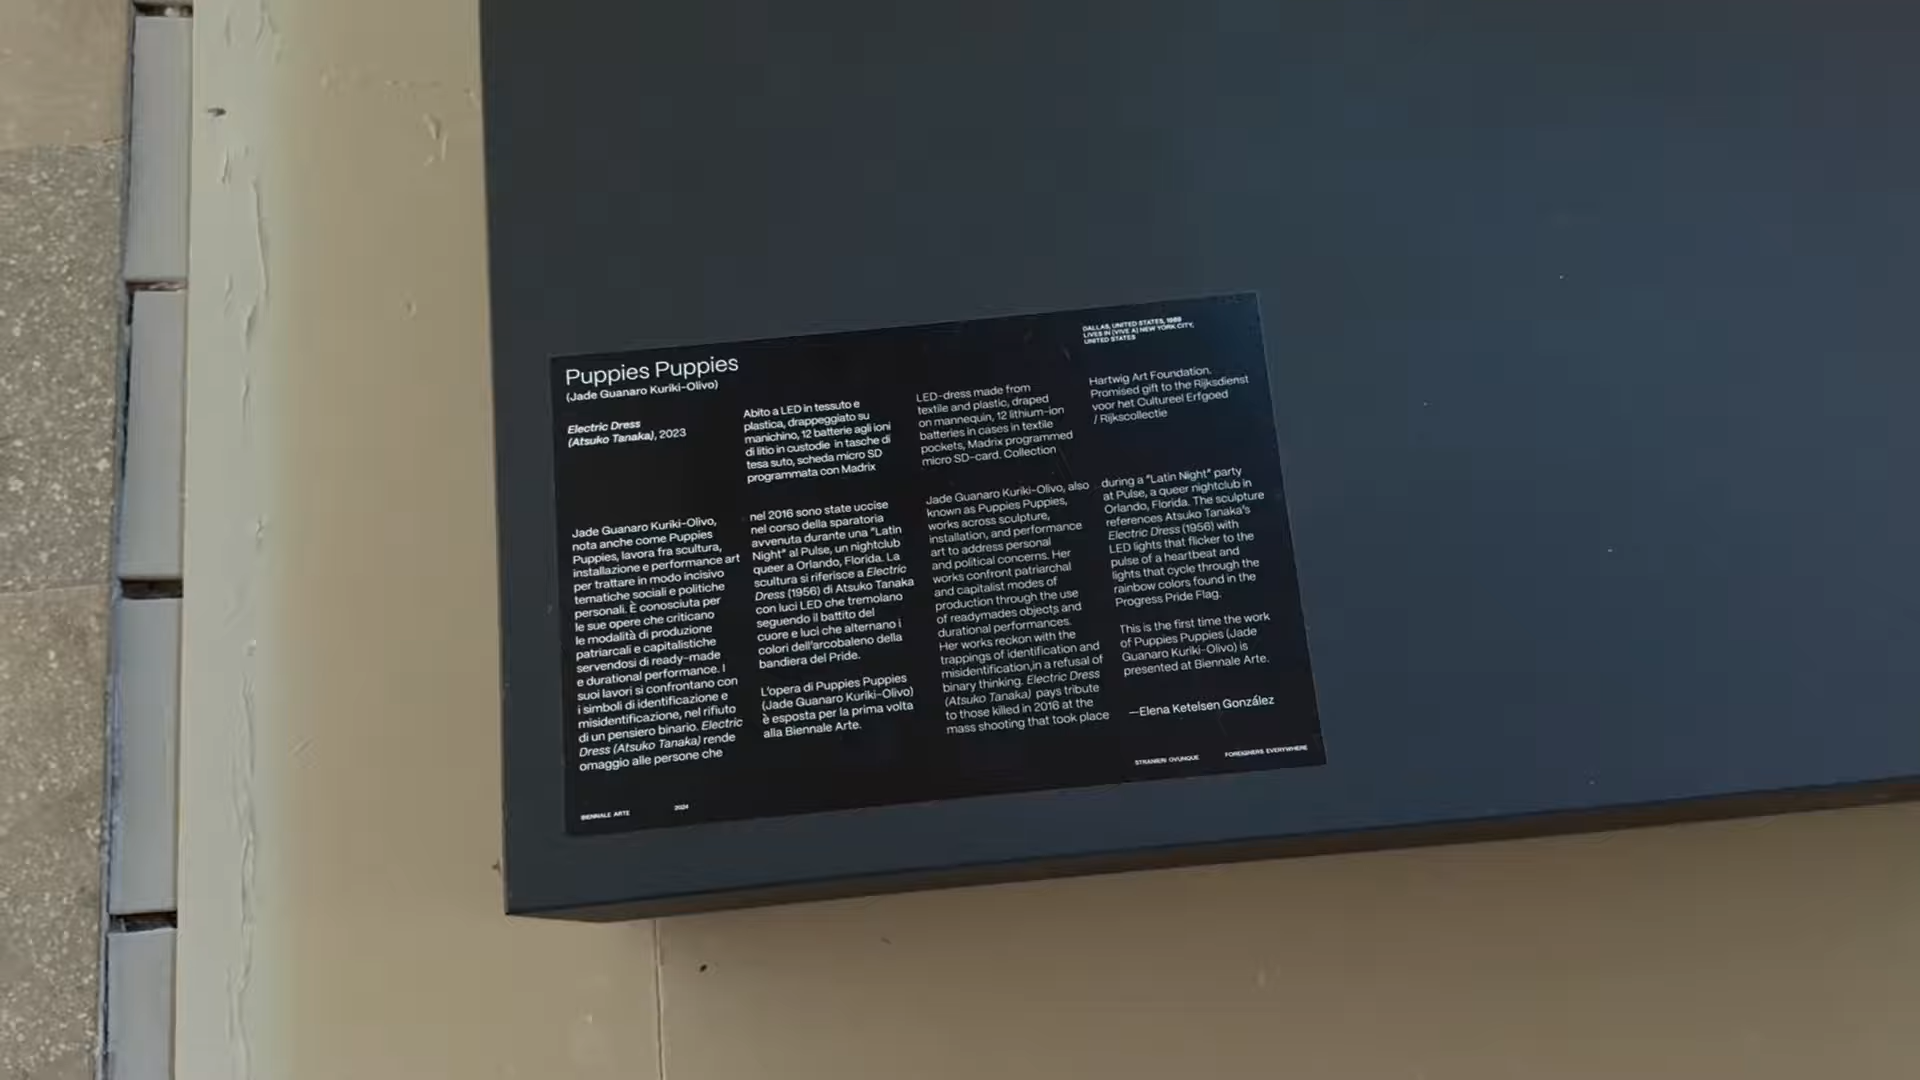 Puppies Puppies
(Jade Guanaro Kuriki-Olivo)
Electric Dress
(Atsuko Tanaka), 2023
Abito a LED in tessuto e
plastica, drappeggiato su
manichino, 12 batterie agli ioni
di litio in custodie in tasche di
tesa suto, scheda micro SD
programmata con Madrix
LED-dress made from
textile and plastic, draped
on mannequin, 12 lithium-ion
batteries in cases in textile
pockets, Madrix programmed
micro SD-card. Collection
DALLAS, UNITED STATES, 1989
LIVES IN [VIVE A] NEW YORK CITY,
UNITED STATES
Hartwig Art Foundation.
Promised gift to the Rijksdienst
voor het Cultureel Erfgoed
/ Rijkscollectie
Jade Guanaro Kuriki-Olivo,
nota anche come Puppies
Puppies, lavora fra scultura,
installazione e performance art
per trattare in modo incisivo
tematiche sociali e politiche
personali. È conosciuta per
le sue opere che criticano
le modalità di produzione
patriarcali e capitalistiche
servendosi di ready-made
e durational performance. I
suoi lavori si confrontano con
i simboli di identificazione e
misidentificazione, nel rifiuto
di un pensiero binario. Electric
Dress (Atsuko Tanaka) rende
omaggio alle persone che
nel 2016 sono state uccise
nel corso della sparatoria
avvenuta durante una "Latin
Night" al Pulse, un nightclub
queer a Orlando, Florida. La
scultura si riferisce a Electric
Dress (1956) di Atsuko Tanaka
con luci LED che tremolano
seguendo il battito del
cuore e luci che alternano i
colori dell'arcobaleno della
bandiera del Pride.
L'opera di Puppies Puppies
(Jade Guanaro Kuriki-Olivo)
è esposta per la prima volta
alla Biennale Arte.
Jade Guanaro Kuriki-Olivo, also
known as Puppies Puppies,
works across sculpture,
installation, and performance
art to address personal
and political concerns. Her
works confront patriarchal
and capitalist modes of
production through the use
of readymades objects and
durational performances.
Her works reckon with the
trappings of identification and
misidentification,in a refusal of
binary thinking. Electric Dress
(Atsuko Tanaka) pays tribute
to those killed in 2016 at the
mass shooting that took place
during a "Latin Night" party
at Pulse, a queer nightclub in
Orlando, Florida. The sculpture
references Atsuko Tanaka's
Electric Dress (1956) with
LED lights that flicker to the
pulse of a heartbeat and
lights that cycle through the
rainbow colors found in the
Progress Pride Flag.
This is the first time the work
of Puppies Puppies (Jade
Guanaro Kuriki-Olivo) is
presented at Biennale Arte.
—Elena Ketelsen González
BIENNALE ARTE
2024
STRANIERI OVUNQUE
FOREIGNERS EVERYWHERE